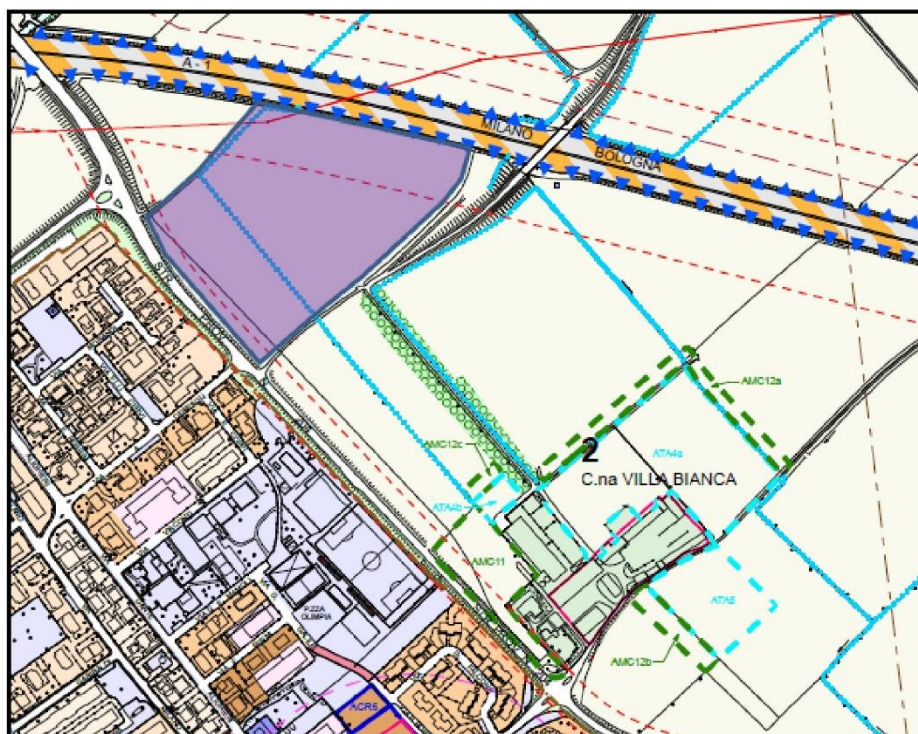 A - 1
MILANO
BOLOGNA
AMC12a
AMC12c
2
ATA4a
C.na VILLA BIANCA
ATA4b
AMC11
ATA5
P.ZZA
OLIMPIA
AMC12b
ACR6